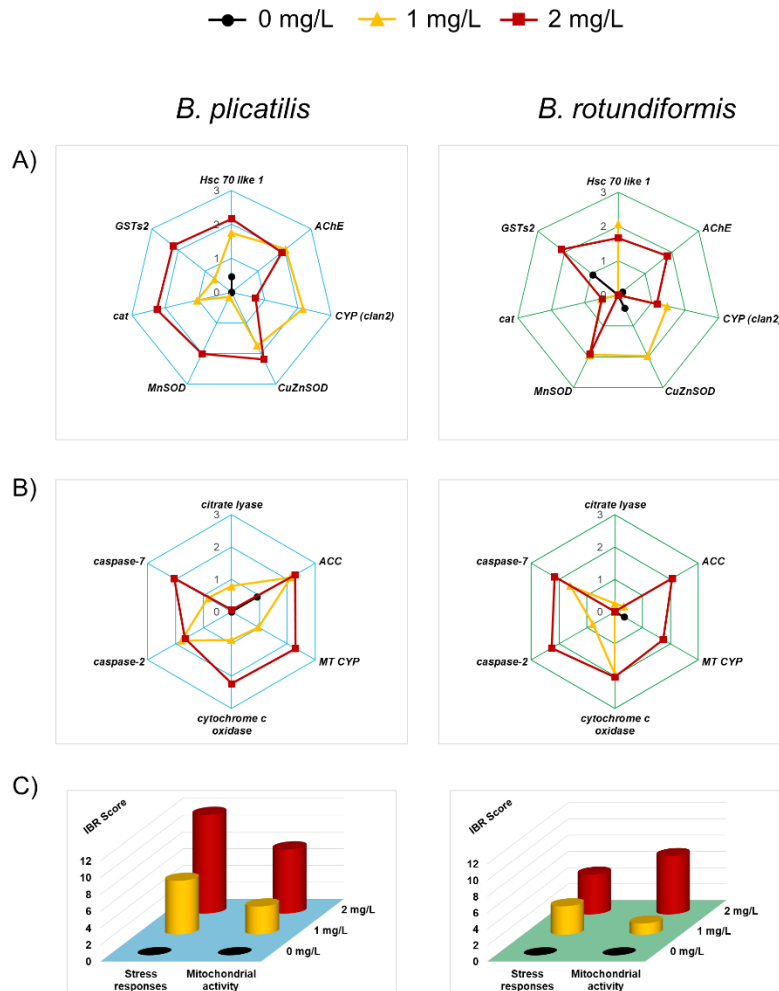 0 mg/L 1 mg/L 2 mg/L
B. plicatilis B. rotundiformis
A)
Hsc 70 like 1
3
2
1
0
AChE
CYP (clan2)
CuZnSOD
MnSOD
cat
GSTs2
Hsc 70 like 1
3
2
1
0
AChE
CYP (clan2)
CuZnSOD
MnSOD
cat
GSTs2
B)
citrate lyase
3
2
1
0
ACC
MT CYP
cytochrome c
oxidase
caspase-2
caspase-7
citrate lyase
3
2
1
0
ACC
MT CYP
cytochrome c
oxidase
caspase-2
caspase-7
C)
IBR Score
12
10
8
6
4
2
0
2 mg/L
1 mg/L
0 mg/L
Stress Mitochondrial
responses activity
IBR Score
12
10
8
6
4
2
0
2 mg/L
1 mg/L
0 mg/L
Stress Mitochondrial
responses activity